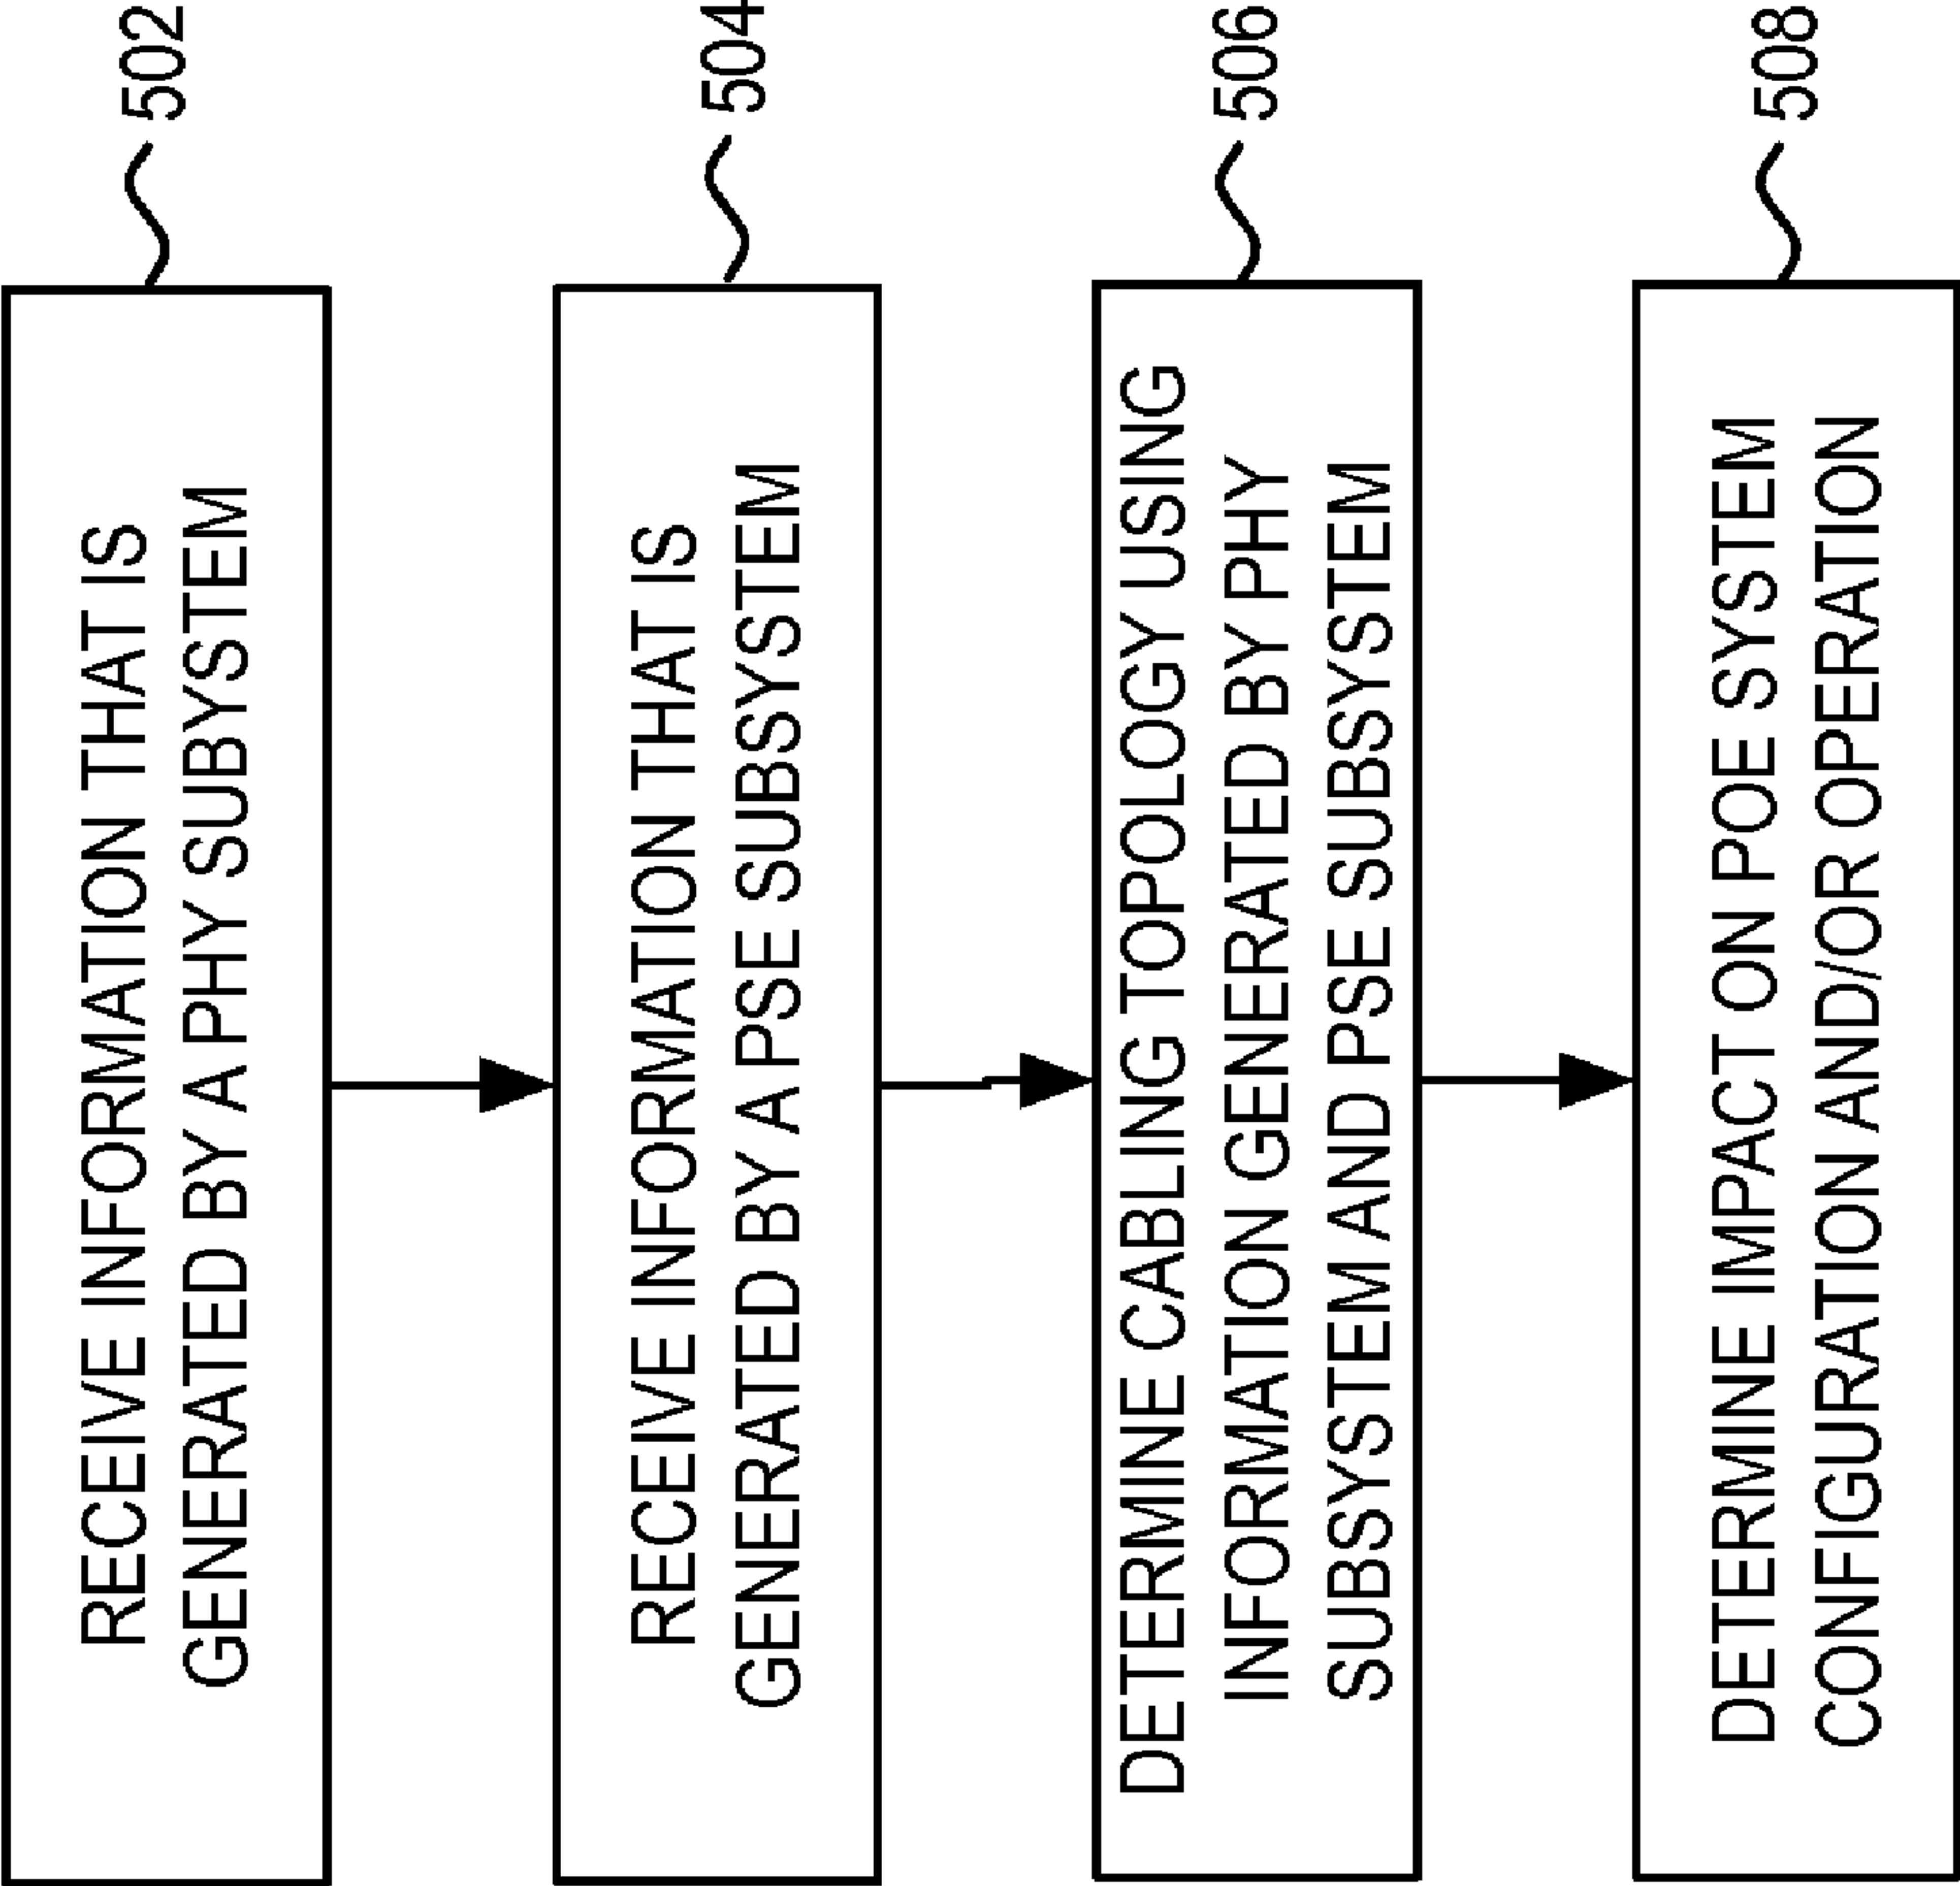 RECEIVE INFORMATION THAT IS
GENERATED BY A PHY SUBSYSTEM
502
RECEIVE INFORMATION THAT IS
GENERATED BY A PSE SUBSYSTEM
504
DETERMINE CABLING TOPOLOGY USING
INFORMATION GENERATED BY PHY
SUBSYSTEM AND PSE SUBSYSTEM
506
DETERMINE IMPACT ON POE SYSTEM
CONFIGURATION AND/OR OPERATION
508